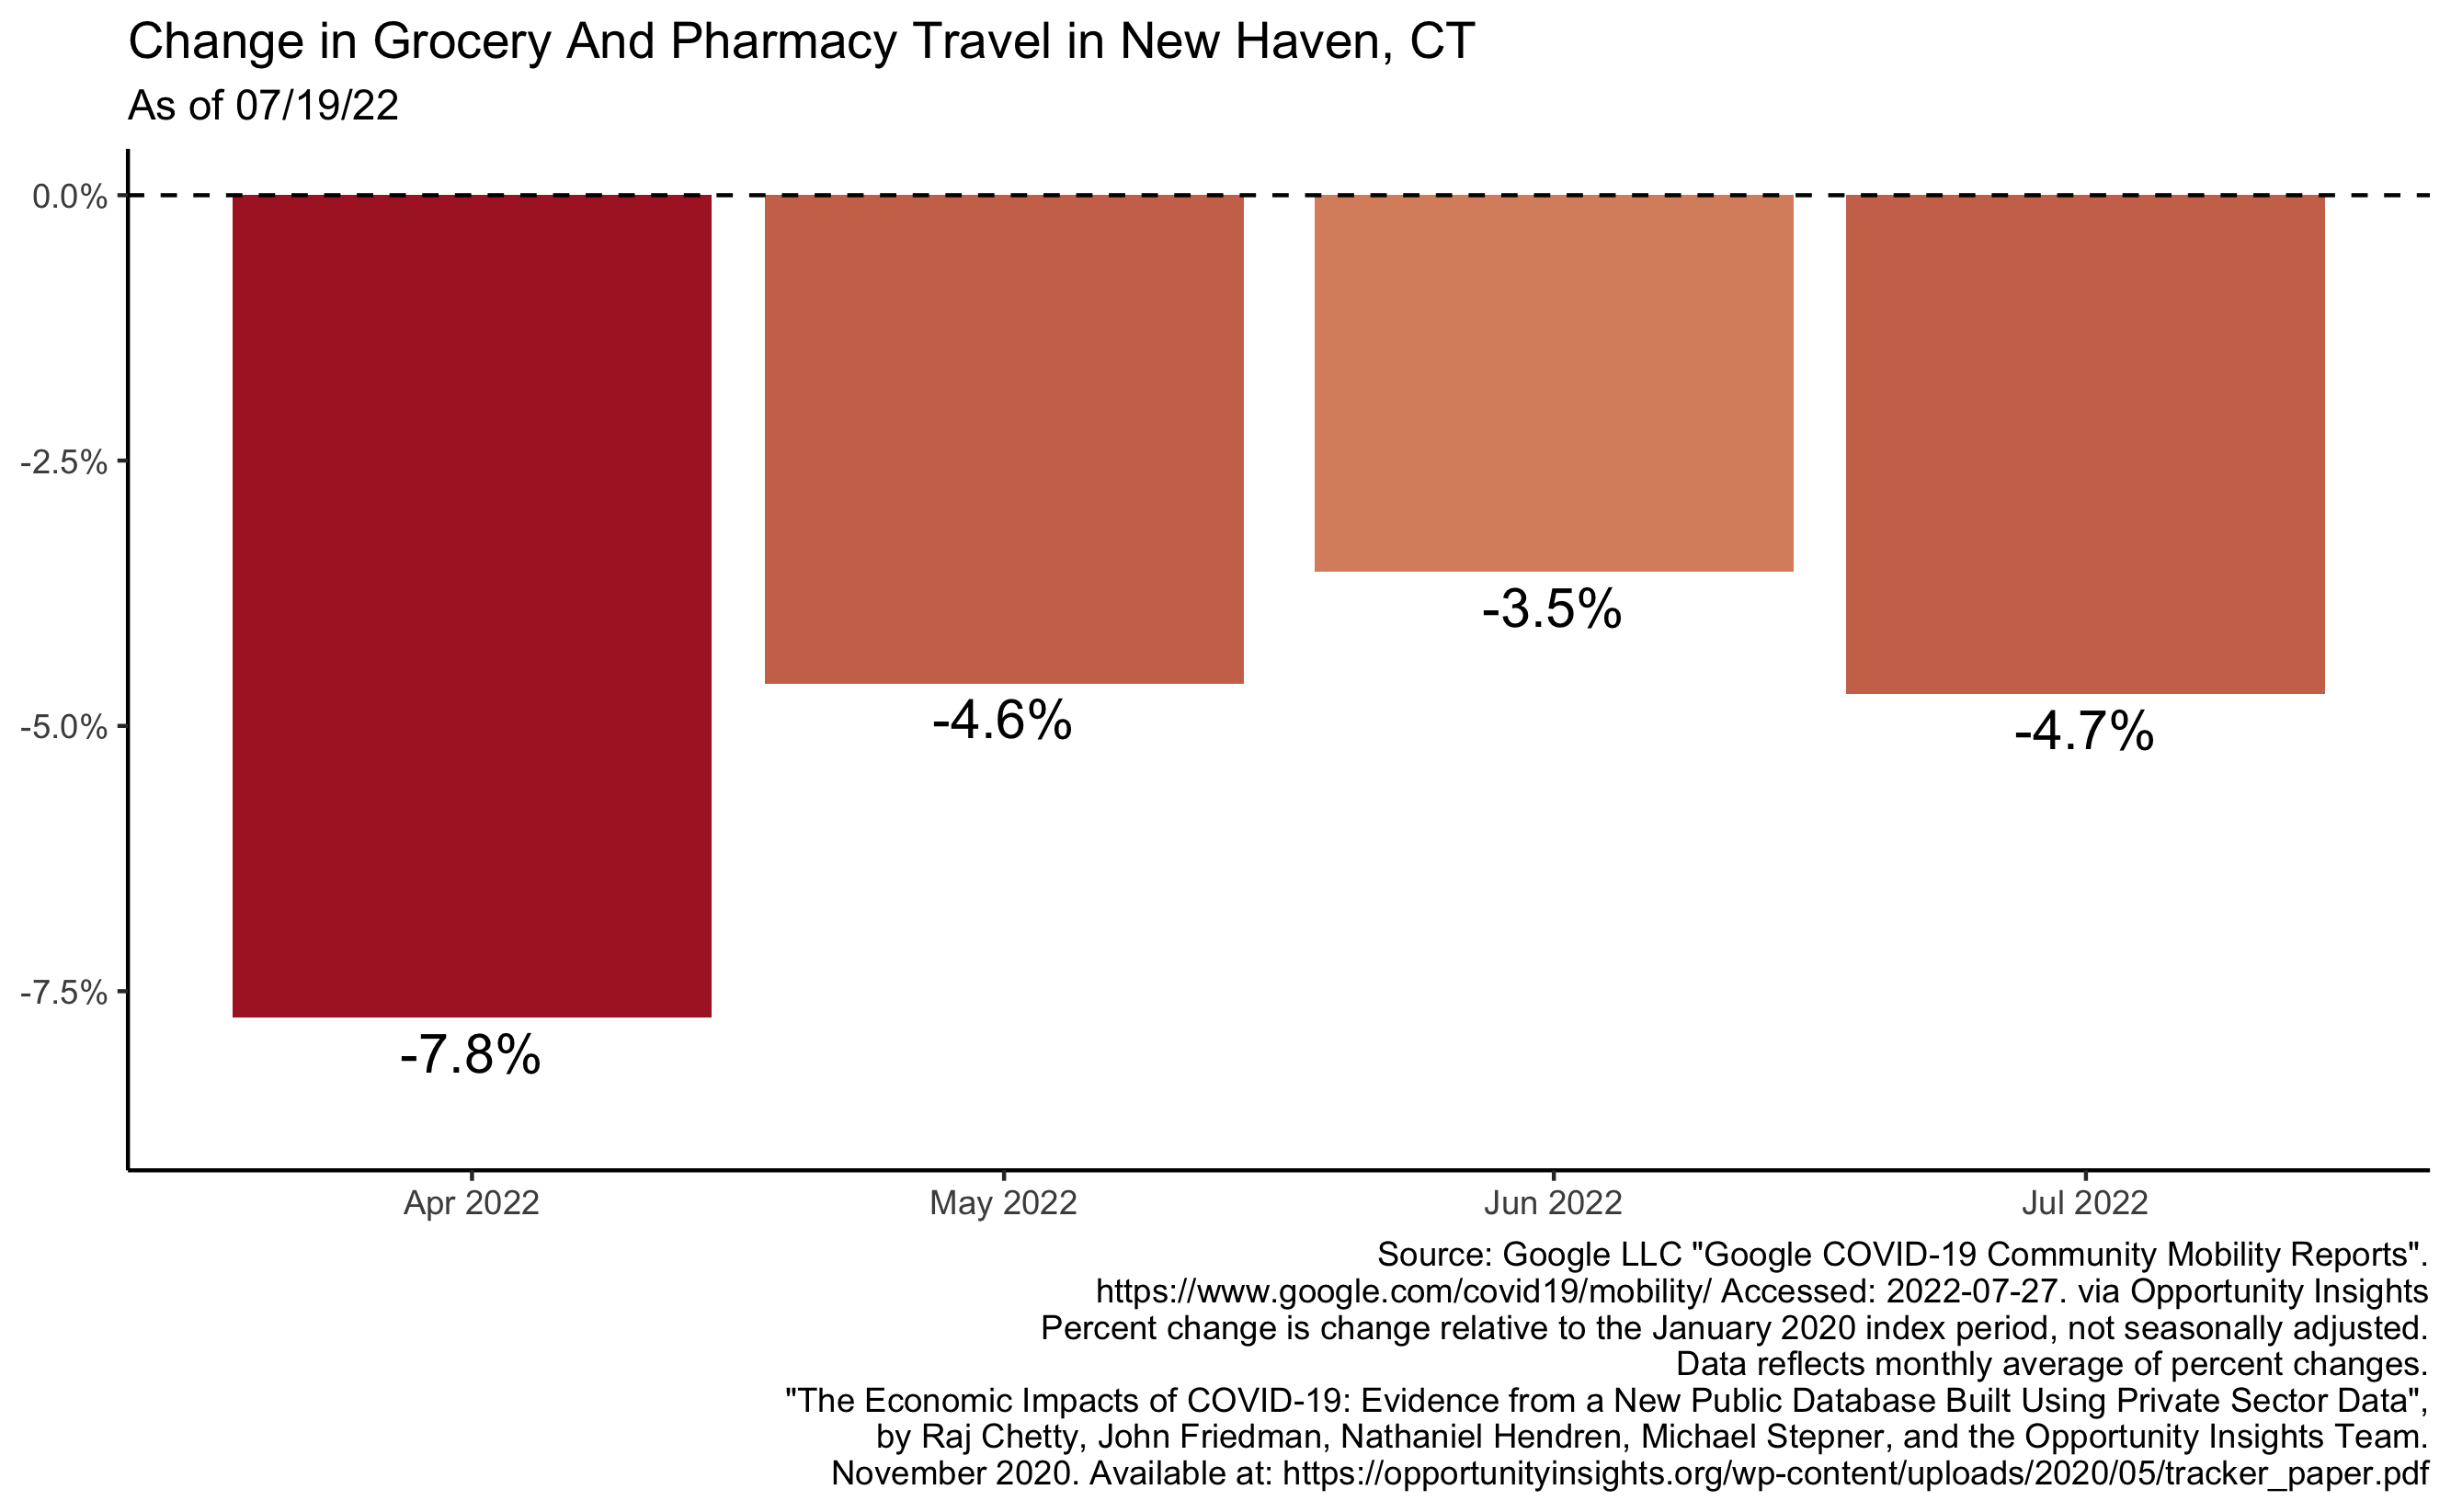 Change in Grocery And Pharmacy Travel in New Haven, CT
As of 07/19/22
0.0%
-2.5%
-5.0%
-7.5%
-7.8%
-4.6%
-3.5%
-4.7%
Apr 2022
May 2022
Jun 2022
Jul 2022
Source: Google LLC "Google COVID-19 Community Mobility Reports".
https://www.google.com/covid19/mobility/ Accessed: 2022-07-27. via Opportunity Insights
Percent change is change relative to the January 2020 index period, not seasonally adjusted.
Data reflects monthly average of percent changes.
"The Economic Impacts of COVID-19: Evidence from a New Public Database Built Using Private Sector Data",
by Raj Chetty, John Friedman, Nathaniel Hendren, Michael Stepner, and the Opportunity Insights Team.
November 2020. Available at: https://opportunityinsights.org/wp-content/uploads/2020/05/tracker_paper.pdf